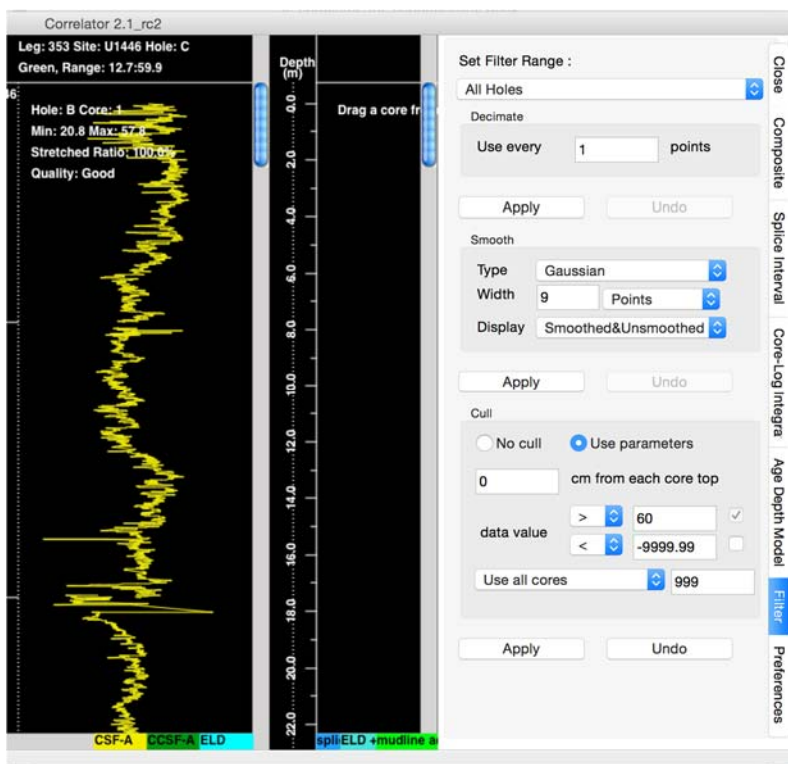 Correlator 2.1_rc2
Leg: 353 Site: U1446 Hole: C
Green, Range: 12.7:59.9
Depth
(m)
Hole: B Core: 1
Min: 20.8 Max: 57.8
Stretched Ratio: 100.0%
Quality: Good
0.0
2.0
4.0
6.0
8.0
10.0
12.0
14.0
16.0
18.0
20.0
22.0
Drag a core fr
CSF-A CCSF-A ELD
spli ELD +mudline a
Set Filter Range :
All Holes
Decimate
Use every 1 points
Apply Undo
Smooth
Type Gaussian
Width 9 Points
Display Smoothed&Unsmoothed
Apply Undo
Cull
No cull Use parameters
0 cm from each core top
data value > 60
< -9999.99
Use all cores 999
Apply Undo
Close
Composite
Splice Interval
Core-Log Integra
Age Depth Model
Filter
Preferences